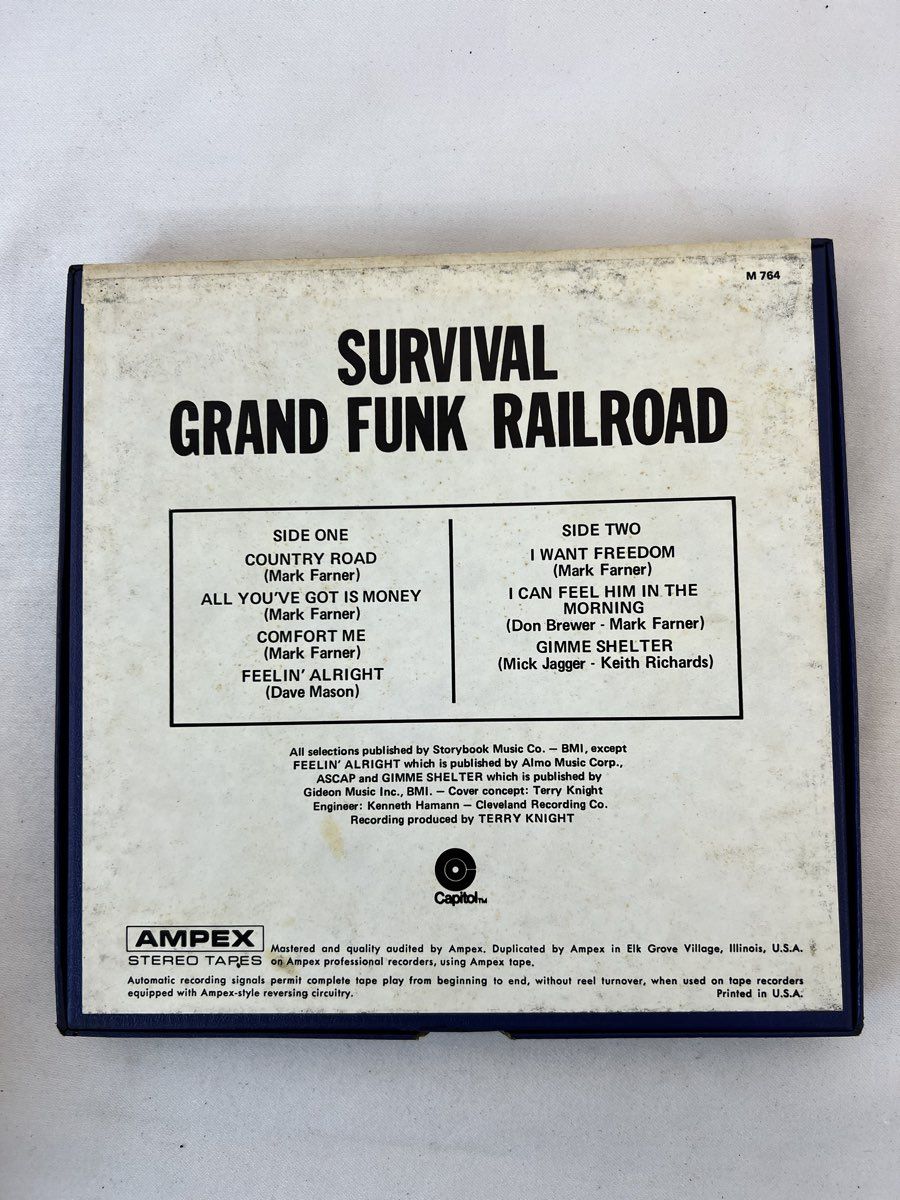 M 764
SURVIVAL
GRAND FUNK RAILROAD
SIDE ONE
COUNTRY ROAD
(Mark Farner)
ALL YOU'VE GOT IS MONEY
(Mark Farner)
COMFORT ME
(Mark Farner)
FEELIN' ALRIGHT
(Dave Mason)
SIDE TWO
I WANT FREEDOM
(Mark Farner)
I CAN FEEL HIM IN THE
MORNING
(Don Brewer - Mark Farner)
GIMME SHELTER
(Mick Jagger - Keith Richards)
All selections published by Storybook Music Co. — BMI, except
FEELIN' ALRIGHT which is published by Almo Music Corp.,
ASCAP and GIMME SHELTER which is published by
Gideon Music Inc., BMI. — Cover concept: Terry Knight
Engineer: Kenneth Hamann — Cleveland Recording Co.
Recording produced by TERRY KNIGHT
Capitol TM
AMPEX
STEREO TAPES
Mastered and quality audited by Ampex. Duplicated by Ampex in Elk Grove Village, Illinois, U.S.A.
on Ampex professional recorders, using Ampex tape.
Automatic recording signals permit complete tape play from beginning to end, without reel turnover, when used on tape recorders
equipped with Ampex-style reversing circuitry.
Printed in U.S.A.